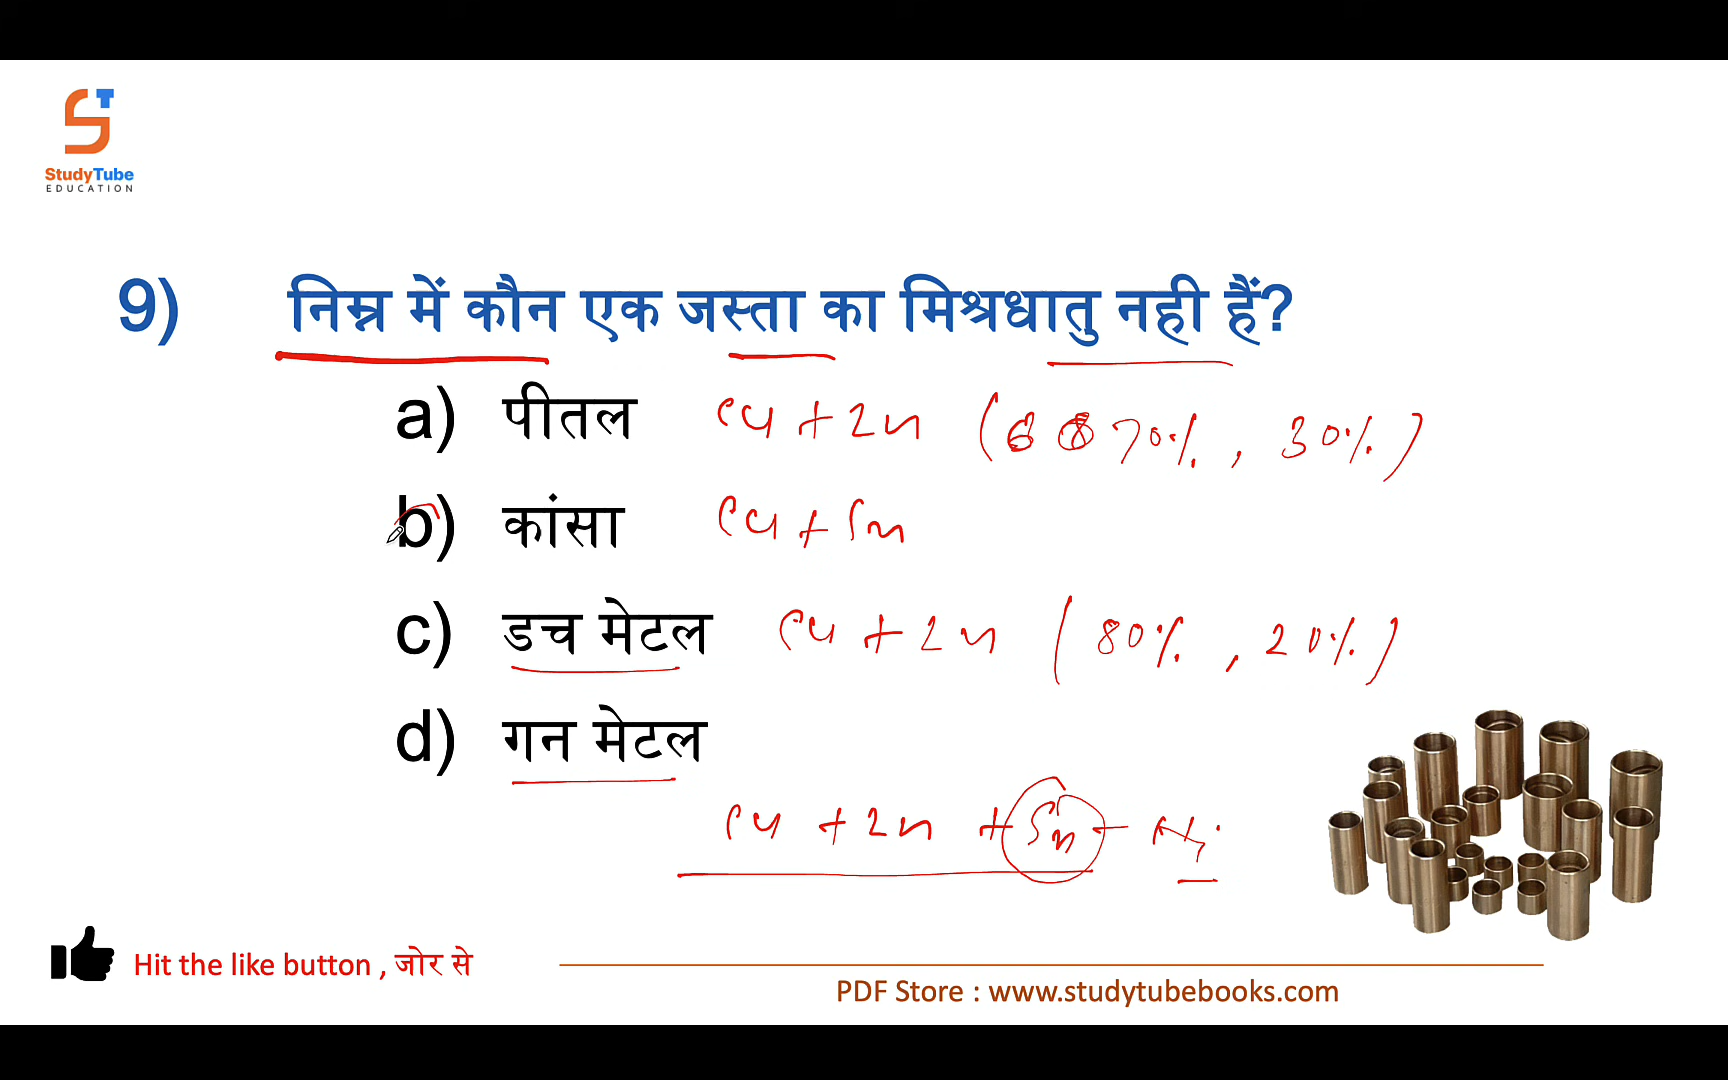 StudyTube
EDUCATION
9) निम्न में कौन एक जस्ता का मिश्रधातु नही हैं?
a) पीतल Cu + Zn ( 70%, 30%)
b) कांसा Cu + Sn
c) डच मेटल Cu + Zn (80%, 20%)
d) गन मेटल
Cu + Zn + Sn + Ni
Hit the like button , जोर से
PDF Store : www.studytubebooks.com